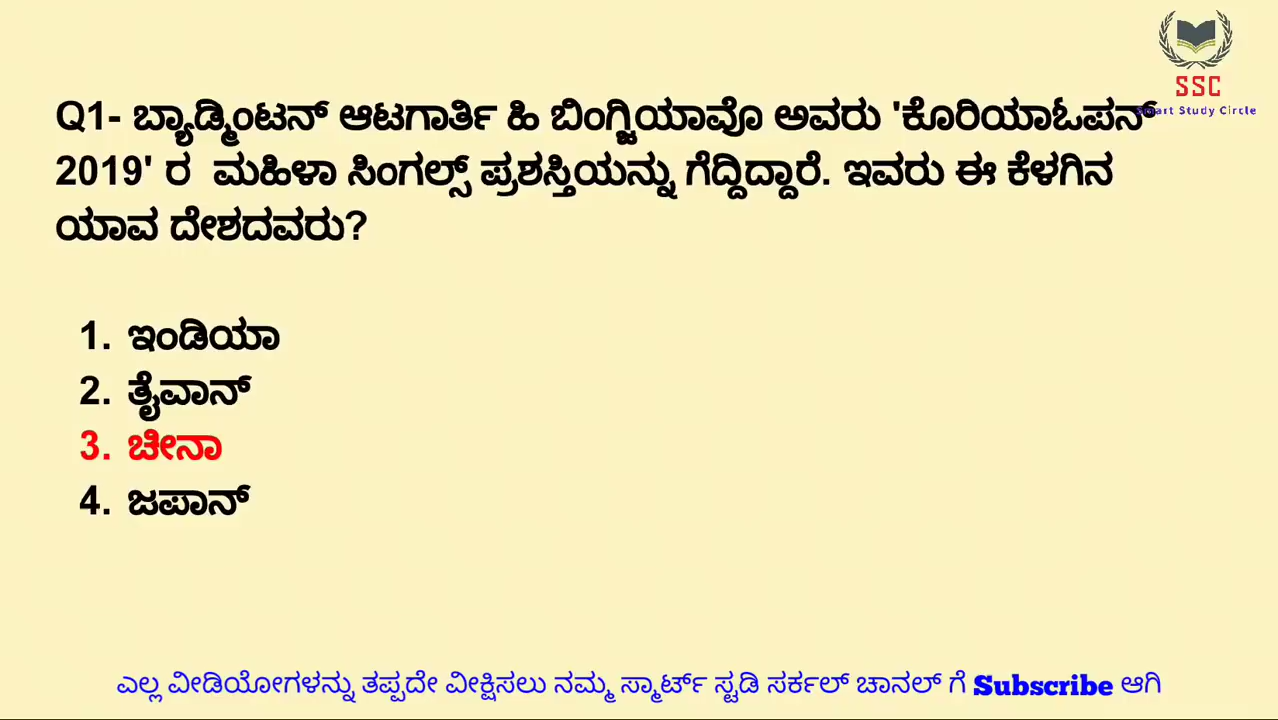 SSC
Smart Study Circle
Q1- ಬ್ಯಾಡ್ಮಿಂಟನ್ ಆಟಗಾರ್ತಿ ಹಿ ಬಿಂಗ್ಜಿಯಾವೊ ಅವರು 'ಕೊರಿಯಾಓಪನ್
2019' ರ ಮಹಿಳಾ ಸಿಂಗಲ್ಸ್ ಪ್ರಶಸ್ತಿಯನ್ನು ಗೆದ್ದಿದ್ದಾರೆ. ಇವರು ಈ ಕೆಳಗಿನ
ಯಾವ ದೇಶದವರು?
1. ಇಂಡಿಯಾ
2. ತೈವಾನ್
3. ಚೀನಾ
4. ಜಪಾನ್
ಎಲ್ಲ ವೀಡಿಯೋಗಳನ್ನು ತಪ್ಪದೇ ವೀಕ್ಷಿಸಲು ನಮ್ಮ ಸ್ಮಾರ್ಟ್ ಸ್ಟಡಿ ಸರ್ಕಲ್ ಚಾನಲ್ ಗೆ Subscribe ಆಗಿ